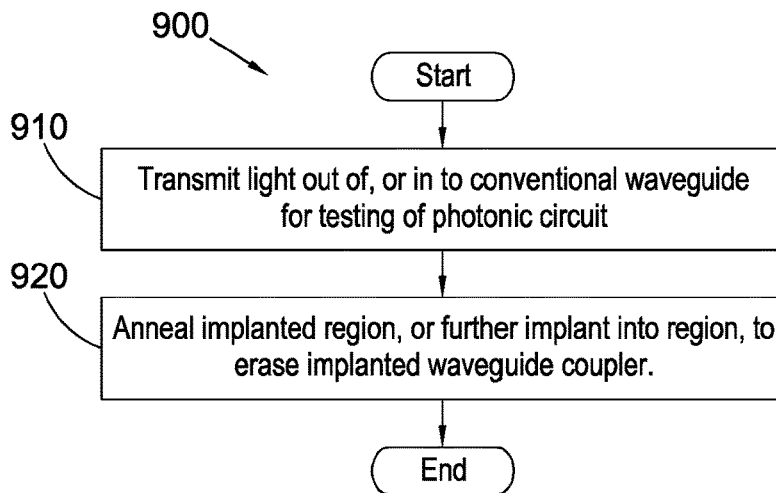 900
Start
910
Transmit light out of, or in to conventional waveguide
for testing of photonic circuit
920
Anneal implanted region, or further implant into region, to
erase implanted waveguide coupler.
End